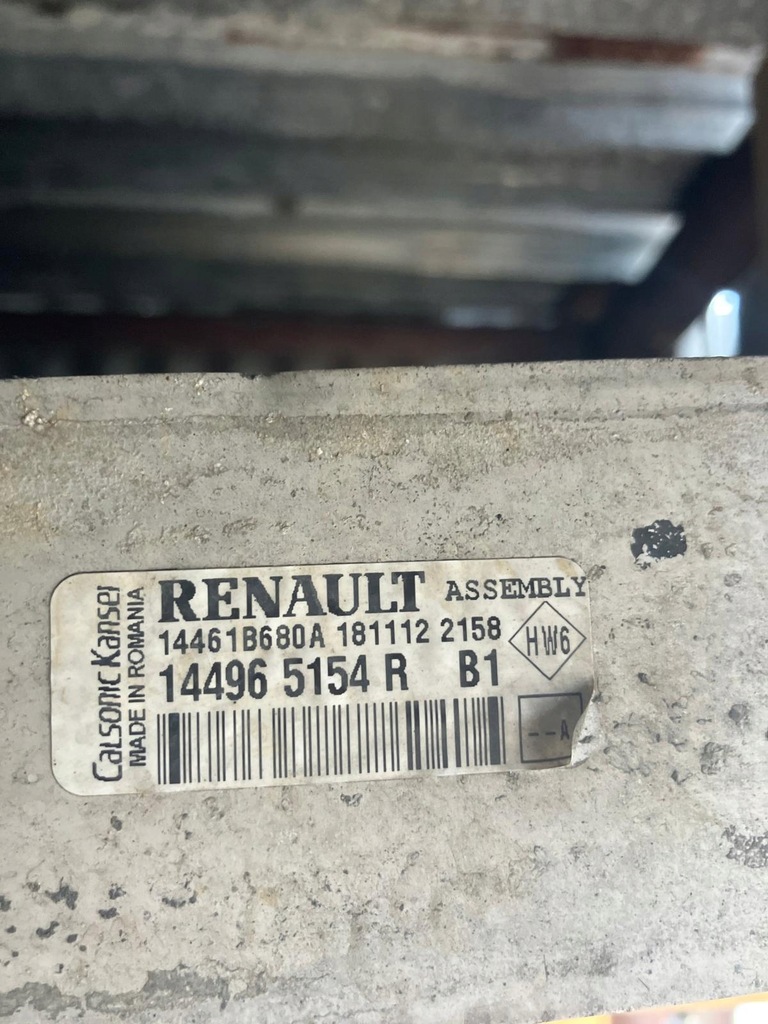 Calsonic Kansei
MADE IN ROMANIA
RENAULT ASSEMBLY
14461B680A 181112 2158
14496 5154 R B1
HW6
--A